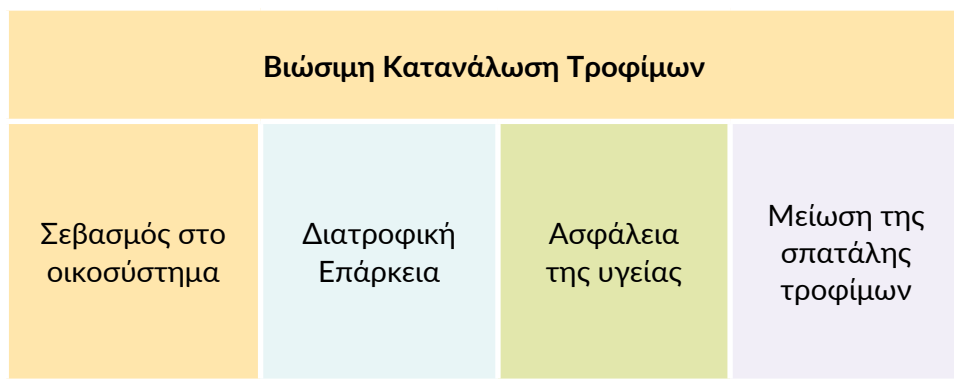 Βιώσιμη Κατανάλωση Τροφίμων
Σεβασμός στο
οικοσύστημα
Διατροφική
Επάρκεια
Ασφάλεια
της υγείας
Μείωση της
σπατάλης
τροφίμων